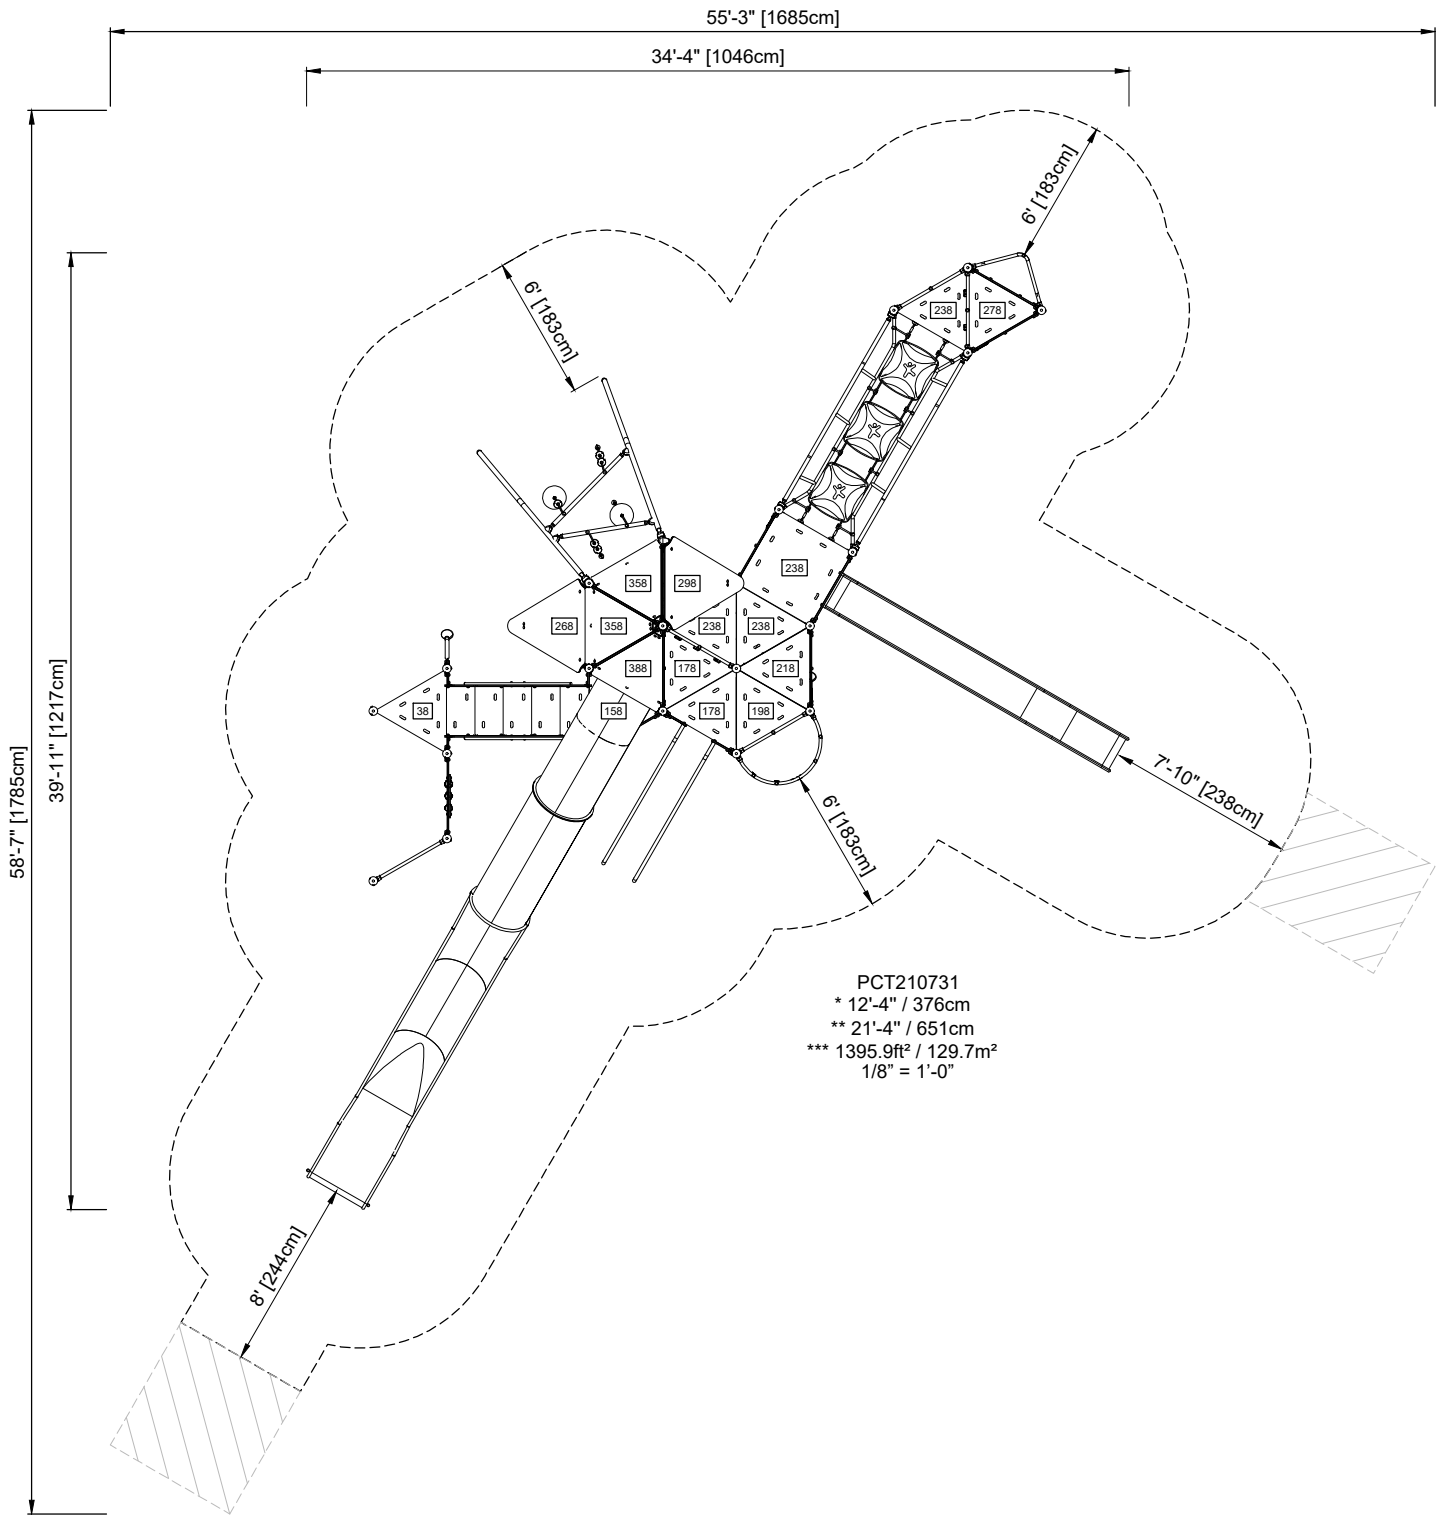 55'-3" [1685cm]
34'-4" [1046cm]
6' [183cm]
6' [183cm]
238
278
238
358
298
268
358
238
238
388
178
218
38
158
178
198
39'-11" [1217cm]
58'-7" [1785cm]
7'-10" [238cm]
6' [183cm]
PCT210731
* 12'-4" / 376cm
** 21'-4" / 651cm
*** 1395.9ft² / 129.7m²
1/8” = 1’-0”
8' [244cm]